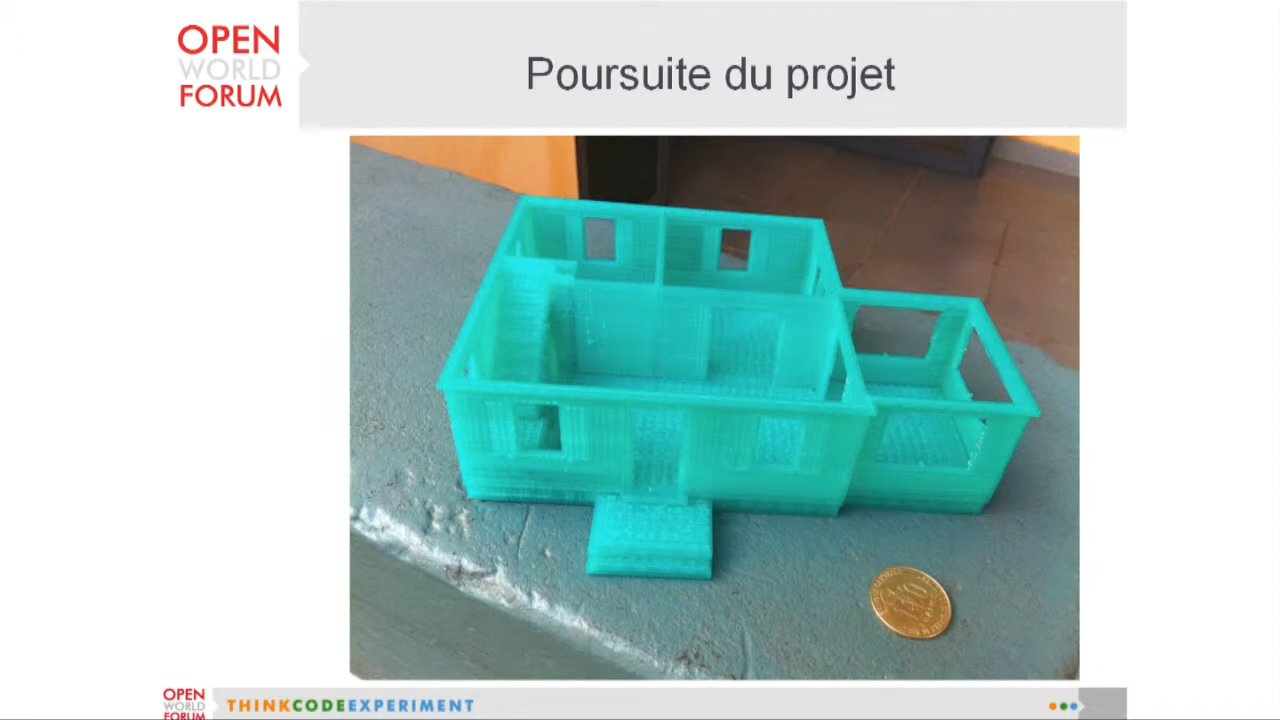 OPEN
WORLD
FORUM
Poursuite du projet
OPEN
WORLD
FORUM
THINKCODEEXPERIMENT